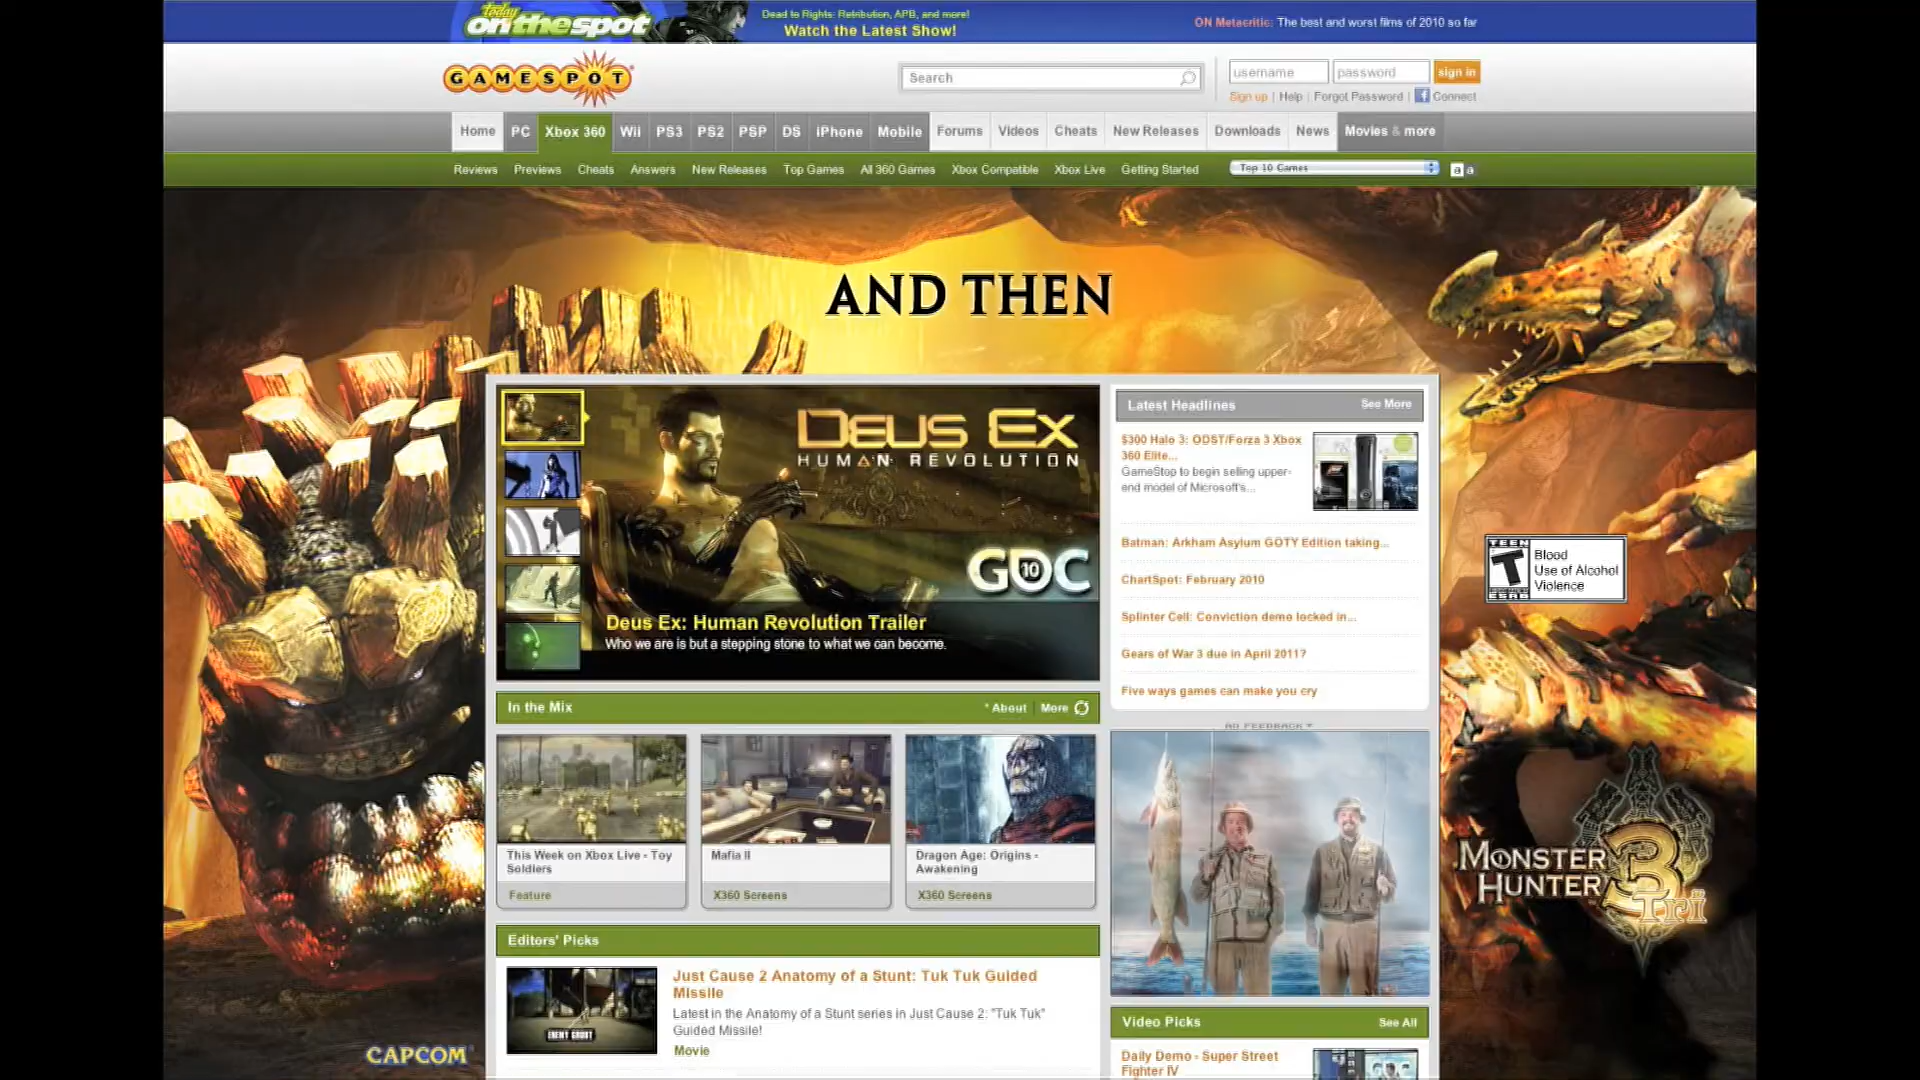 today
onthespot
Dead to Rights: Retribution, APB, and more!
Watch the Latest Show!
ON Metacritic: The best and worst films of 2010 so far
GAMESPOT
Search
username
password
sign in
Sign up | Help | Forgot Password | f Connect
Home
PC
Xbox 360
Wii
PS3
PS2
PSP
DS
iPhone
Mobile
Forums
Videos
Cheats
New Releases
Downloads
News
Movies & more
Reviews
Previews
Cheats
Answers
New Releases
Top Games
All 360 Games
Xbox Compatible
Xbox Live
Getting Started
Top 10 Games
a a
AND THEN
DEUS EX
HUMAN REVOLUTION
GDC
10
Deus Ex: Human Revolution Trailer
Who we are is but a stepping stone to what we can become.
Latest Headlines
See More
$300 Halo 3: ODST/Forza 3 Xbox
360 Elite...
GameStop to begin selling upper-
end model of Microsoft's...
Batman: Arkham Asylum GOTY Edition taking...
ChartSpot: February 2010
Splinter Cell: Conviction demo locked in...
Gears of War 3 due in April 2011?
Five ways games can make you cry
TEEN
T
ESRB
Blood
Use of Alcohol
Violence
In the Mix
* About | More
AD FEEDBACK
This Week on Xbox Live - Toy
Soldiers
Feature
Mafia II
X360 Screens
Dragon Age: Origins -
Awakening
X360 Screens
MONSTER
HUNTER
3
Tri
Editors' Picks
Just Cause 2 Anatomy of a Stunt: Tuk Tuk Guided
Missile
Latest in the Anatomy of a Stunt series in Just Cause 2: "Tuk Tuk"
Guided Missile!
Movie
ENEMY GRUNT
CAPCOM
Video Picks
See All
Daily Demo - Super Street
Fighter IV